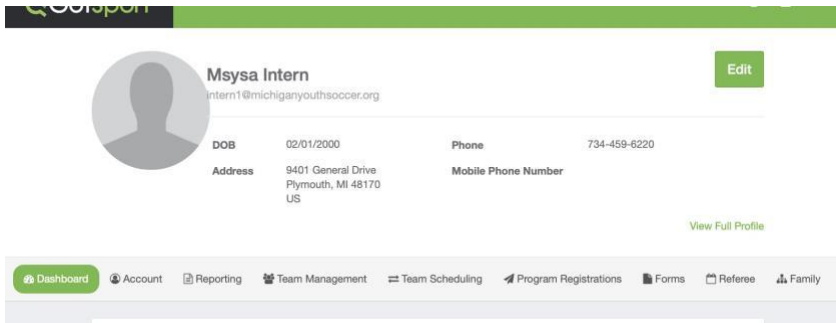 Msysa Intern
intern1@michiganyouthsoccer.org
Edit
DOB 02/01/2000 Phone 734-459-6220
Address 9401 General Drive Mobile Phone Number
Plymouth, MI 48170
US
View Full Profile
Dashboard Account Reporting Team Management Team Scheduling Program Registrations Forms Referee Family